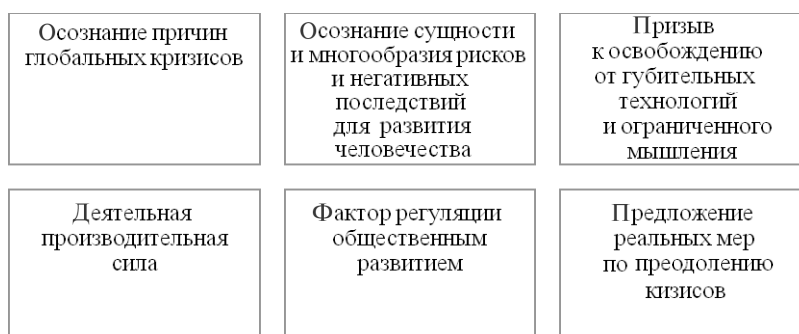 Осознание причин
глобальных кризисов
Осознание сущности
и многообразия рисков
и негативных
последствий
для развития
человечества
Призыв
к освобождению
от губительных
технологий
и ограниченного
мышления
Деятельная
производительная
сила
Фактор регуляции
общественным
развитием
Предложение
реальных мер
по преодолению
кизисов